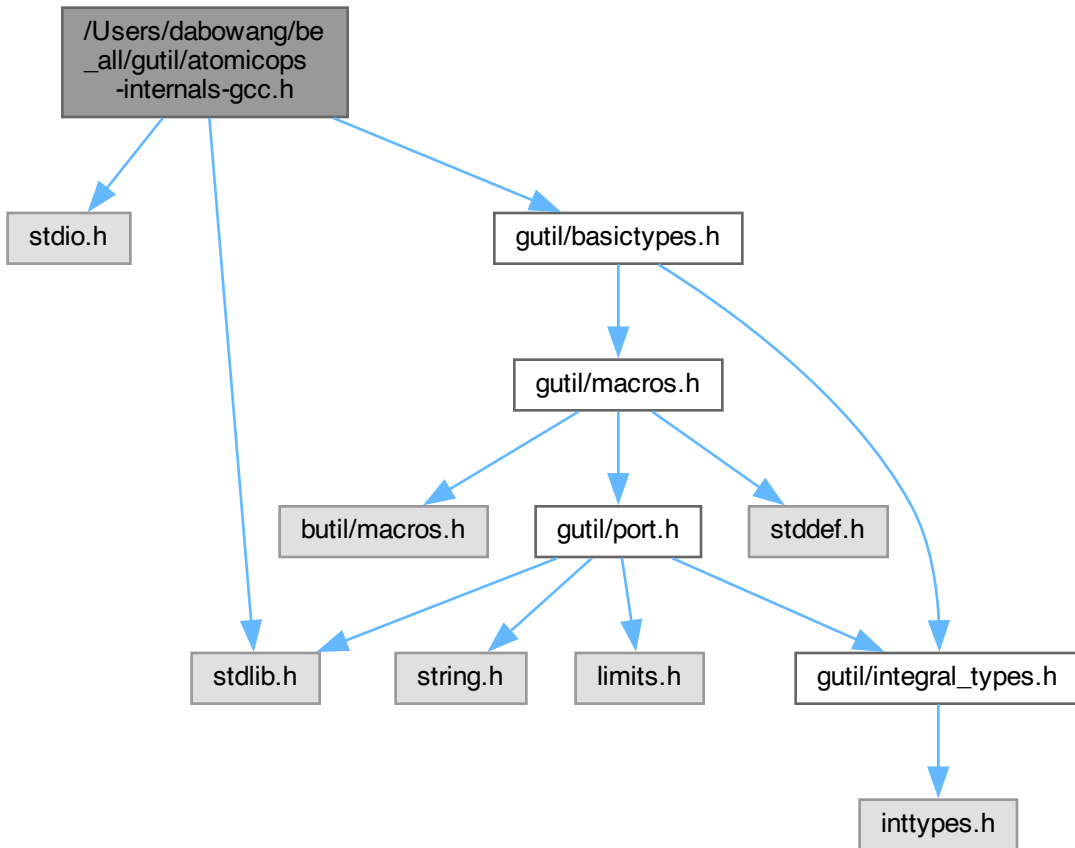 /Users/dabowang/be
_all/gutil/atomicops
-internals-gcc.h
stdio.h
gutil/basictypes.h
gutil/macros.h
butil/macros.h
gutil/port.h
stddef.h
stdlib.h
string.h
limits.h
gutil/integral_types.h
inttypes.h